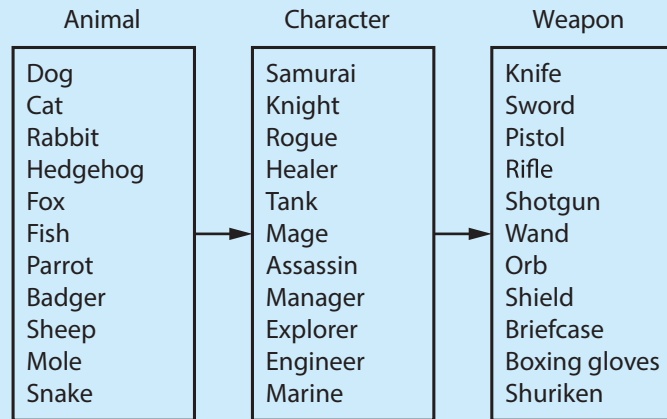 Animal
Dog
Cat
Rabbit
Hedgehog
Fox
Fish
Parrot
Badger
Sheep
Mole
Snake
Character
Samurai
Knight
Rogue
Healer
Tank
Mage
Assassin
Manager
Explorer
Engineer
Marine
Weapon
Knife
Sword
Pistol
Rifle
Shotgun
Wand
Orb
Shield
Briefcase
Boxing gloves
Shuriken